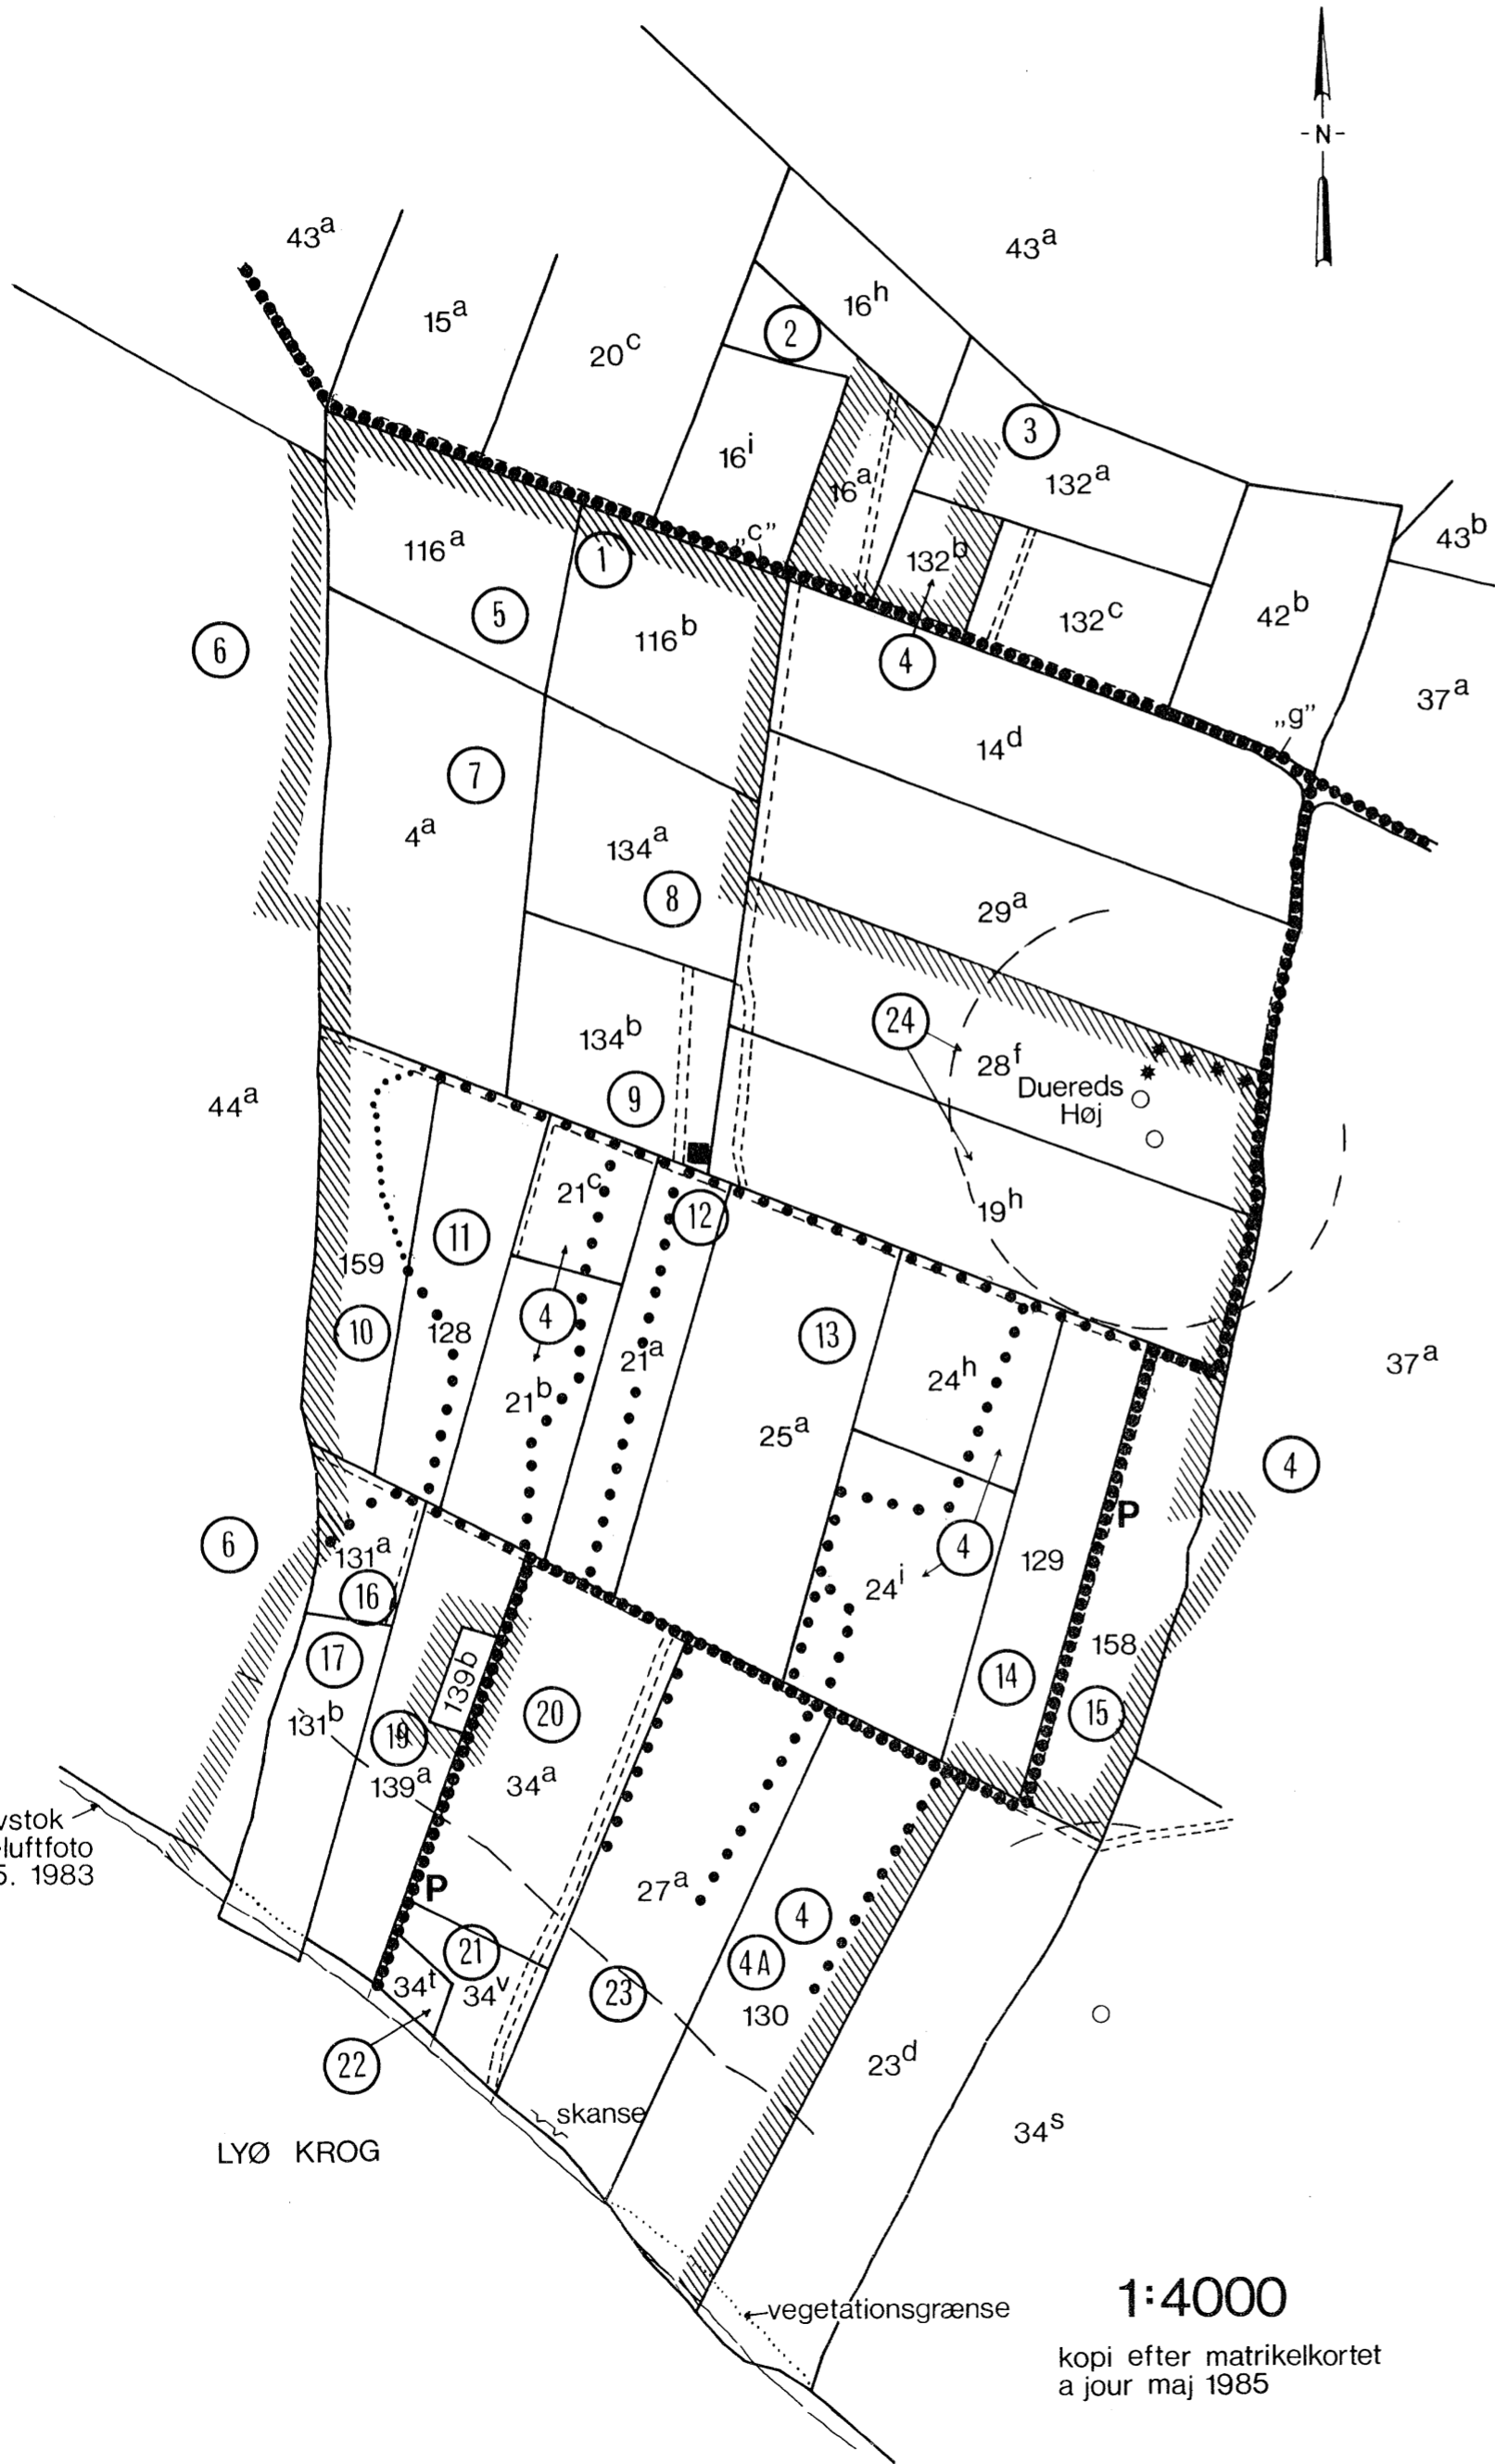 -N-
43a
43a
15a
16h
20c
2
3
16i
16a
132a
43b
„c”
116a
1
132b
42b
5
116b
132c
6
4
37a
„g”
14d
7
4a
134a
8
29a
24
134b
28f
Duereds
Høj
9
44a
21c
12
19h
11
159
10
128
4
13
21a
24h
37a
21b
25a
4
P
6
131a
4
129
16
24i
158
17
139b
14
20
15
131b
19
139a
34a
vstok
luftfoto
5. 1983
P
27a
4
21
4A
34t
34v
23
130
22
23d
skanse
34s
LYØ KROG
1:4000
vegetationsgrænse
kopi efter matrikelkortet
a jour maj 1985